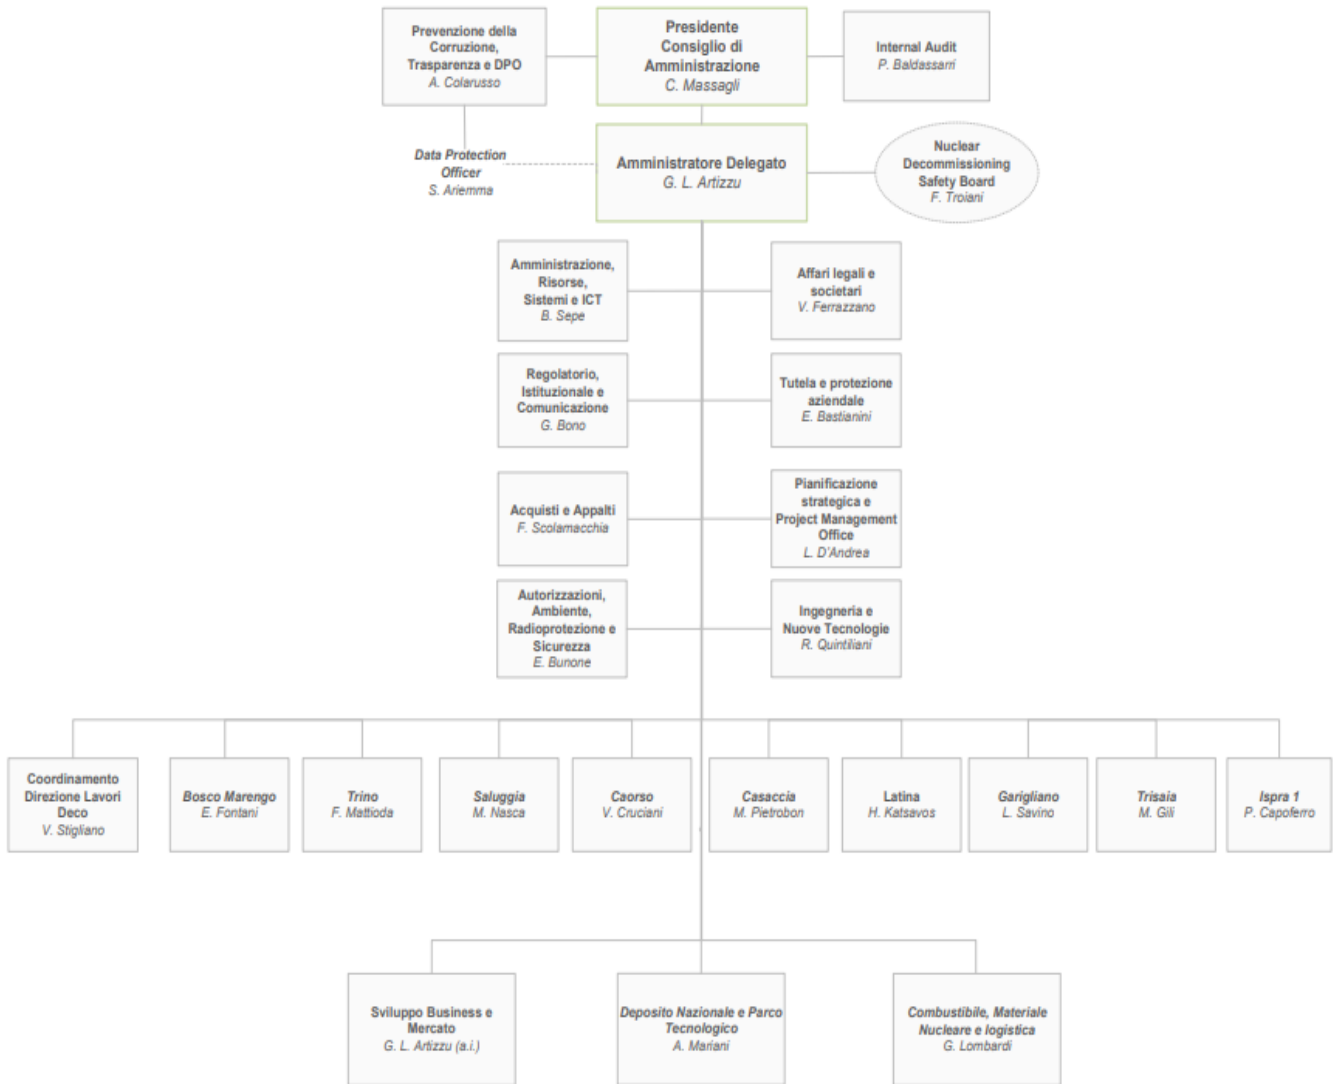 Prevenzione della
Corruzione,
Trasparenza e DPO
A. Colarusso
Presidente
Consiglio di
Amministrazione
C. Massagli
Internal Audit
P. Baldassarri
Data Protection
Officer
S. Ariemma
Amministratore Delegato
G. L. Artizzu
Nuclear
Decommissioning
Safety Board
F. Troiani
Amministrazione,
Risorse,
Sistemi e ICT
B. Sepe
Affari legali e
societari
V. Ferrazzano
Regolatorio,
Istituzionale e
Comunicazione
G. Bono
Tutela e protezione
aziendale
E. Bastianini
Acquisti e Appalti
F. Scolamacchia
Pianificazione
strategica e
Project Management
Office
L. D'Andrea
Autorizzazioni,
Ambiente,
Radioprotezione e
Sicurezza
E. Bunone
Ingegneria e
Nuove Tecnologie
R. Quintiliani
Coordinamento
Direzione Lavori
Deco
V. Stigliano
Bosco Marengo
E. Fontani
Trino
F. Mattioda
Saluggia
M. Nasca
Caorso
V. Cruciani
Casaccia
M. Pietrobon
Latina
H. Katsavos
Garigliano
L. Savino
Trisaia
M. Gili
Ispra 1
P. Capoferro
Sviluppo Business e
Mercato
G. L. Artizzu (a.i.)
Deposito Nazionale e Parco
Tecnologico
A. Mariani
Combustibile, Materiale
Nucleare e logistica
G. Lombardi